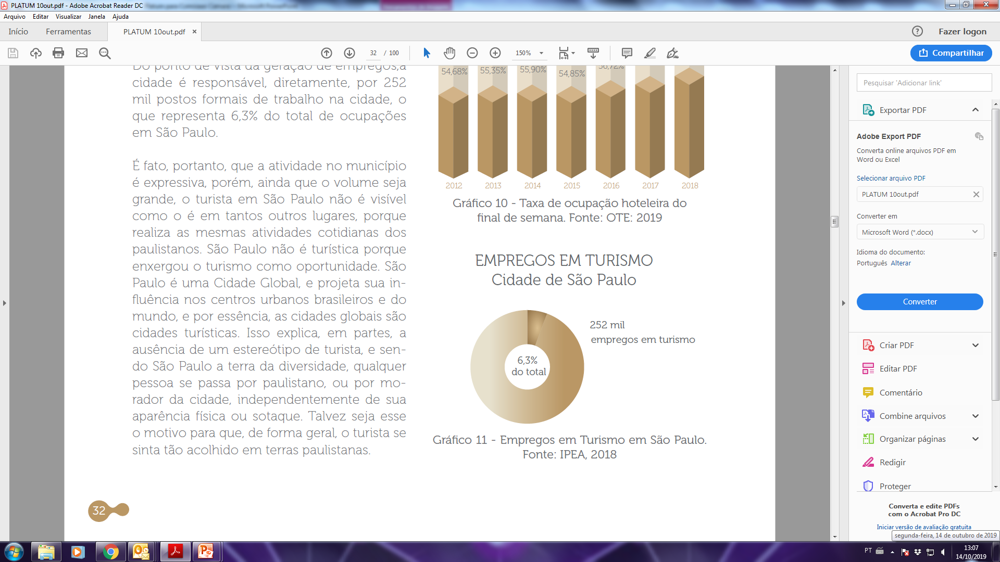 PLATUM 10out.pdf - Adobe Acrobat Reader DC
Arquivo Editar Visualizar Janela Ajuda
Início Ferramentas PLATUM 10out.pdf × Fazer logon
32 / 100 150% Compartilhar
Do ponto de vista da geração de empregos,a
cidade é responsável, diretamente, por 252
mil postos formais de trabalho na cidade, o
que representa 6,3% do total de ocupações
em São Paulo.
É fato, portanto, que a atividade no município
é expressiva, porém, ainda que o volume seja
grande, o turista em São Paulo não é visível
como o é em tantos outros lugares, porque
realiza as mesmas atividades cotidianas dos
paulistanos. São Paulo não é turística porque
enxergou o turismo como oportunidade. São
Paulo é uma Cidade Global, e projeta sua in-
fluência nos centros urbanos brasileiros e do
mundo, e por essência, as cidades globais são
cidades turísticas. Isso explica, em partes, a
ausência de um estereótipo de turista, e sen-
do São Paulo a terra da diversidade, qualquer
pessoa se passa por paulistano, ou por mo-
rador da cidade, independentemente de sua
aparência física ou sotaque. Talvez seja esse
o motivo para que, de forma geral, o turista se
sinta tão acolhido em terras paulistanas.
32
54,68% 55,35% 55,90% 54,85% 56,72%
2012 2013 2014 2015 2016 2017 2018
Gráfico 10 - Taxa de ocupação hoteleira do
final de semana. Fonte: OTE: 2019
EMPREGOS EM TURISMO
Cidade de São Paulo
252 mil
empregos em turismo
6,3%
do total
Gráfico 11 - Empregos em Turismo em São Paulo.
Fonte: IPEA, 2018
Pesquisar 'Adicionar link'
Exportar PDF
Adobe Export PDF
Converta online arquivos PDF em
Word ou Excel
Selecionar arquivo PDF
PLATUM 10out.pdf
Converter em
Microsoft Word (*.docx)
Idioma do documento:
Português Alterar
Converter
Criar PDF
Editar PDF
Comentário
Combine arquivos
Organizar páginas
Redigir
Proteger
Converta e edite PDFs
com o Acrobat Pro DC
Iniciar versão de avaliação gratuita
segunda-feira, 14 de outubro de 2019
PT
13:07
14/10/2019